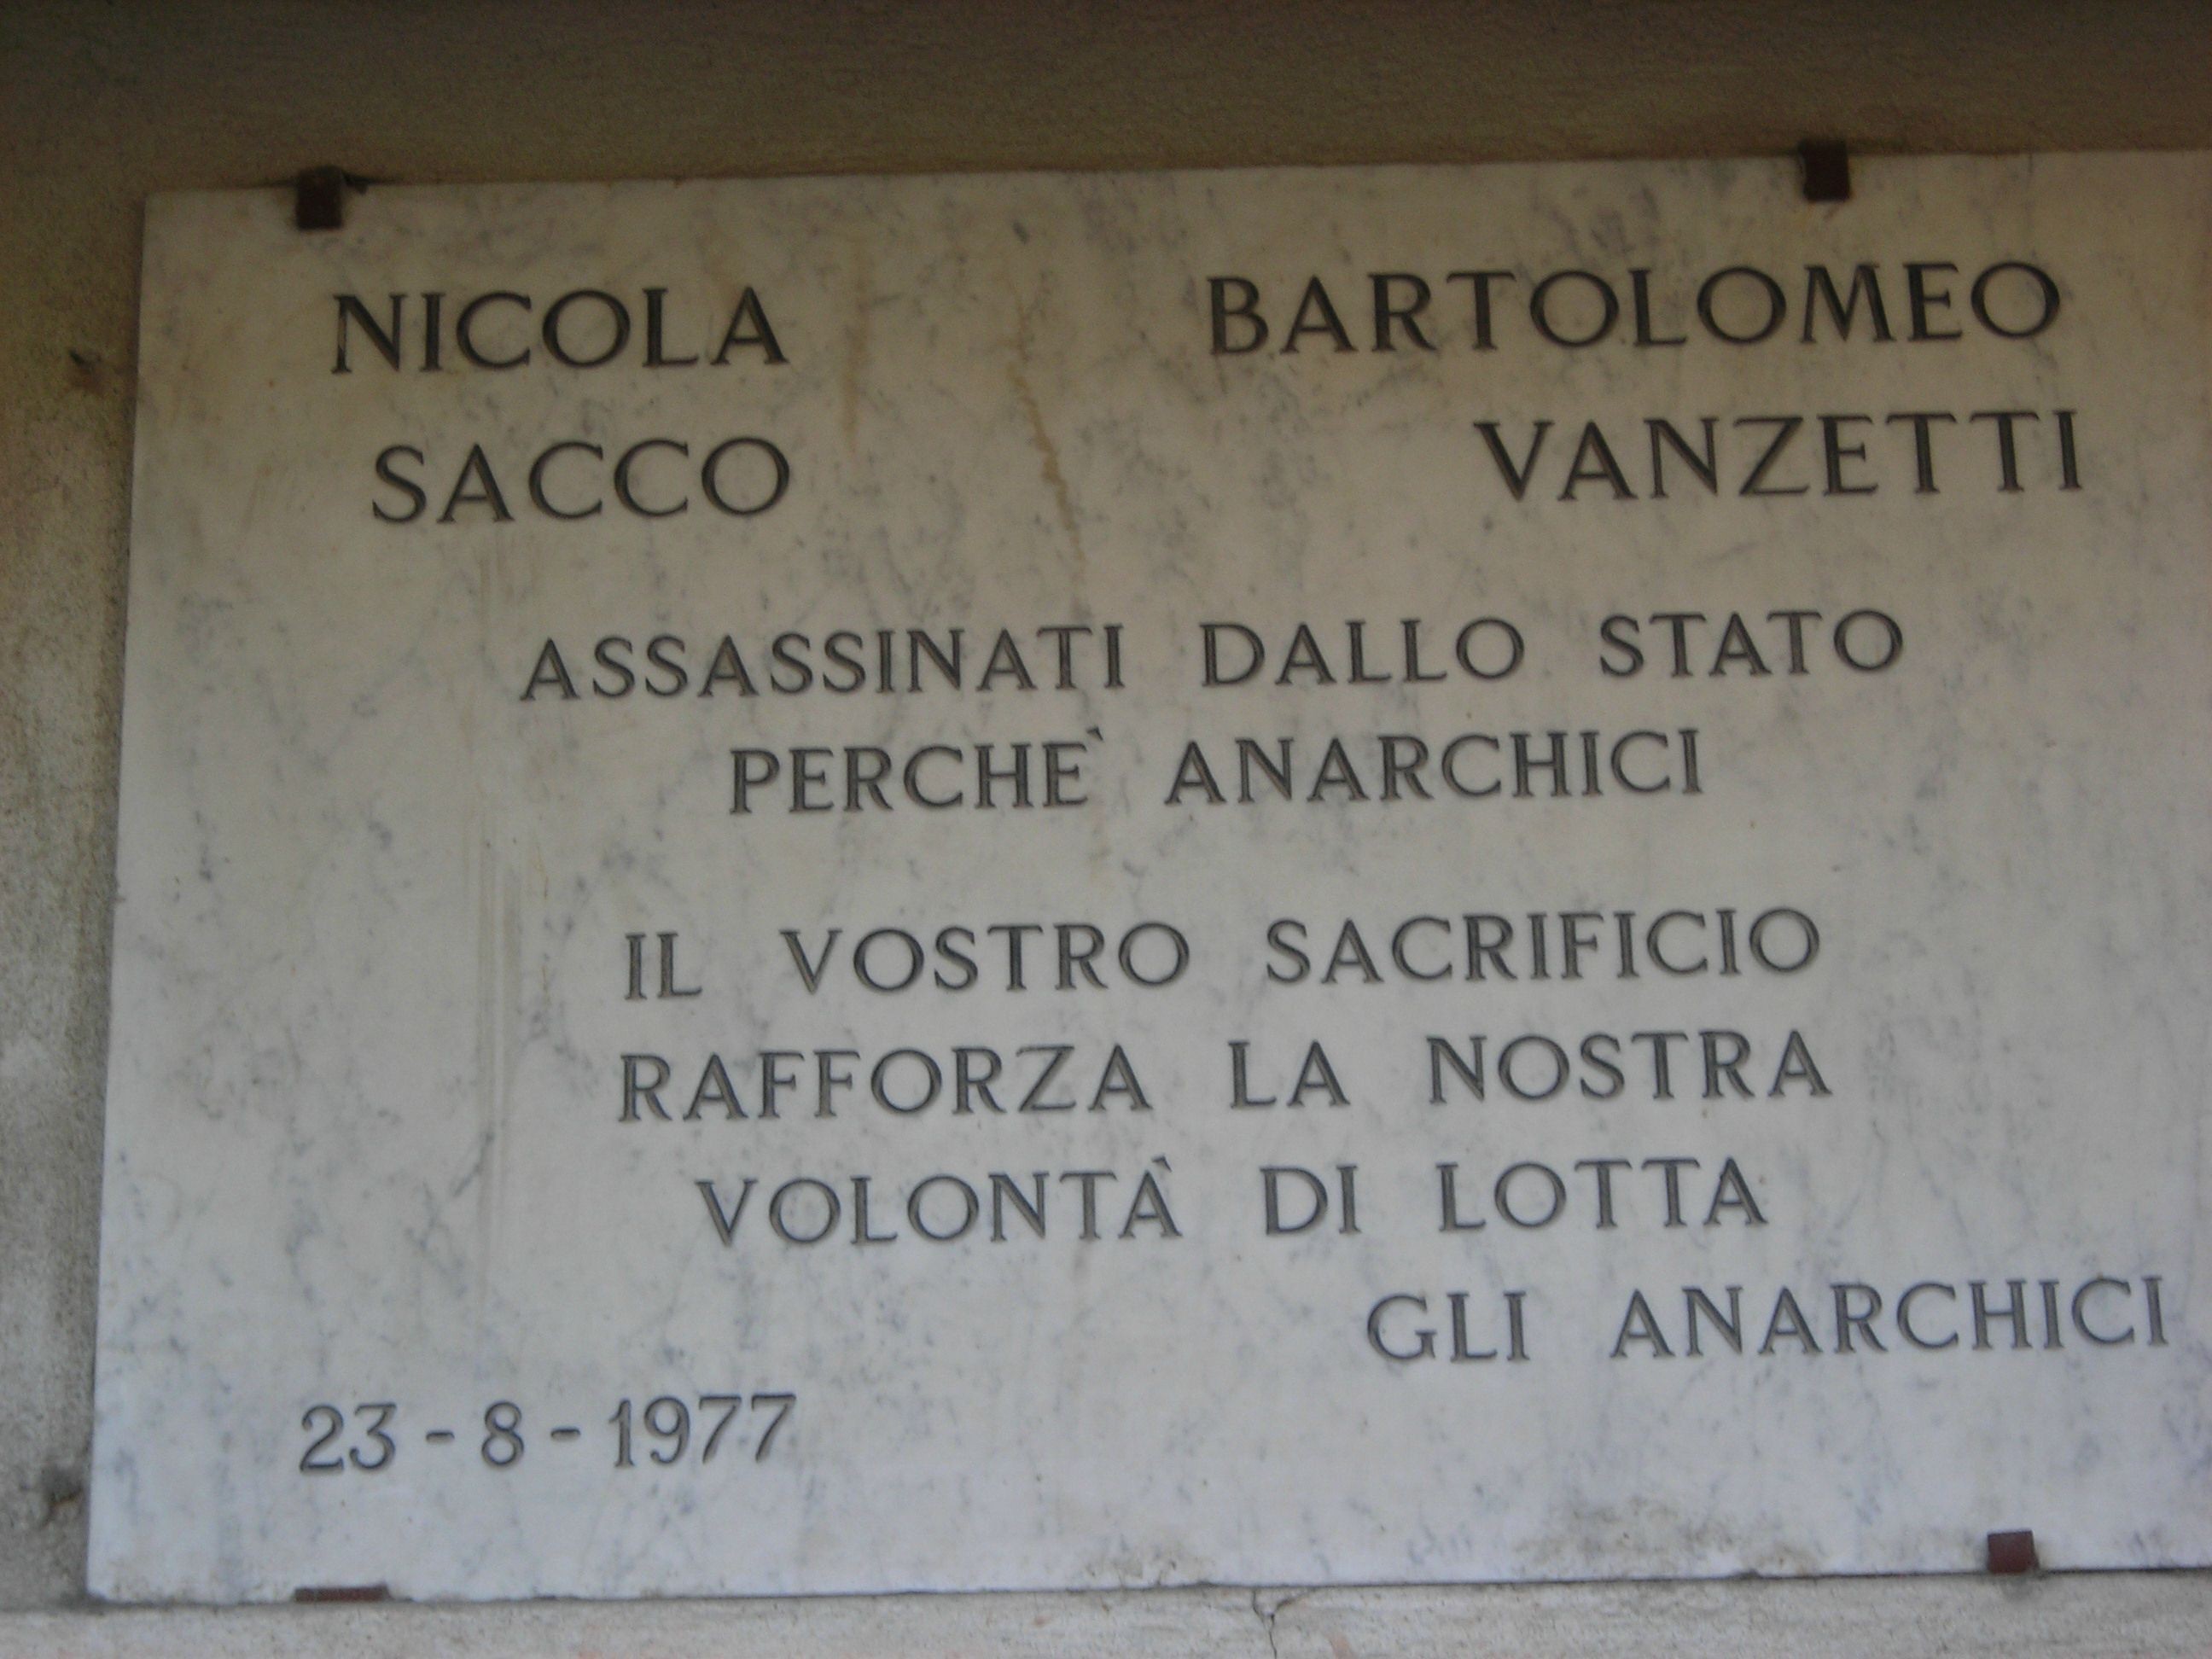 NICOLA BARTOLOMEO
SACCO VANZETTI
ASSASSINATI DALLO STATO
PERCHE` ANARCHICI
IL VOSTRO SACRIFICIO
RAFFORZA LA NOSTRA
VOLONTÀ DI LOTTA
GLI ANARCHICI
23-8-1977